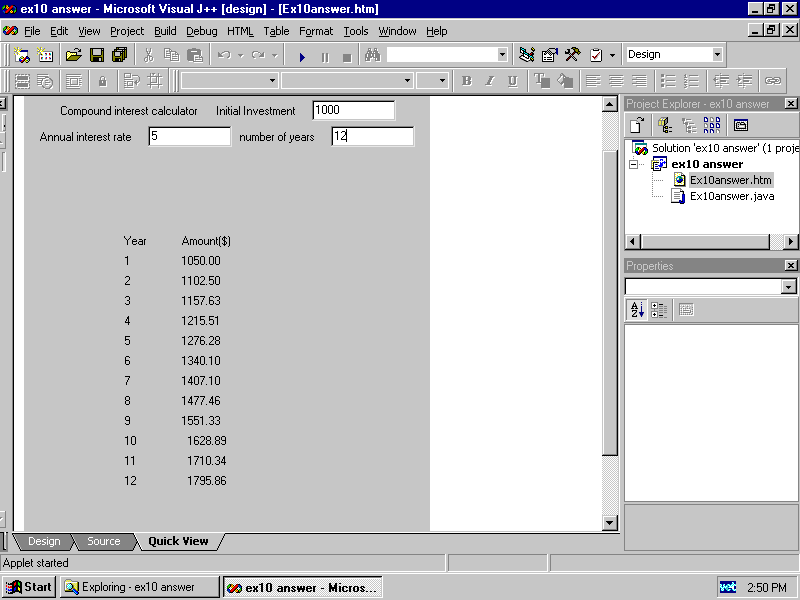 ex10 answer - Microsoft Visual J++ [design] - [Ex10answer.htm]
File Edit View Project Build Debug HTML Table Format Tools Window Help
Design
B I U
Compound interest calculator Initial Investment 1000
Annual interest rate 5 number of years 12
Year Amount($)
1 1050.00
2 1102.50
3 1157.63
4 1215.51
5 1276.28
6 1340.10
7 1407.10
8 1477.46
9 1551.33
10 1628.89
11 1710.34
12 1795.86
Project Explorer - ex10 answer
Solution 'ex10 answer' (1 proje
ex10 answer
Ex10answer.htm
Ex10answer.java
Properties
Design Source Quick View
Applet started
Start Exploring - ex10 answer ex10 answer - Micros... vet 2:50 PM